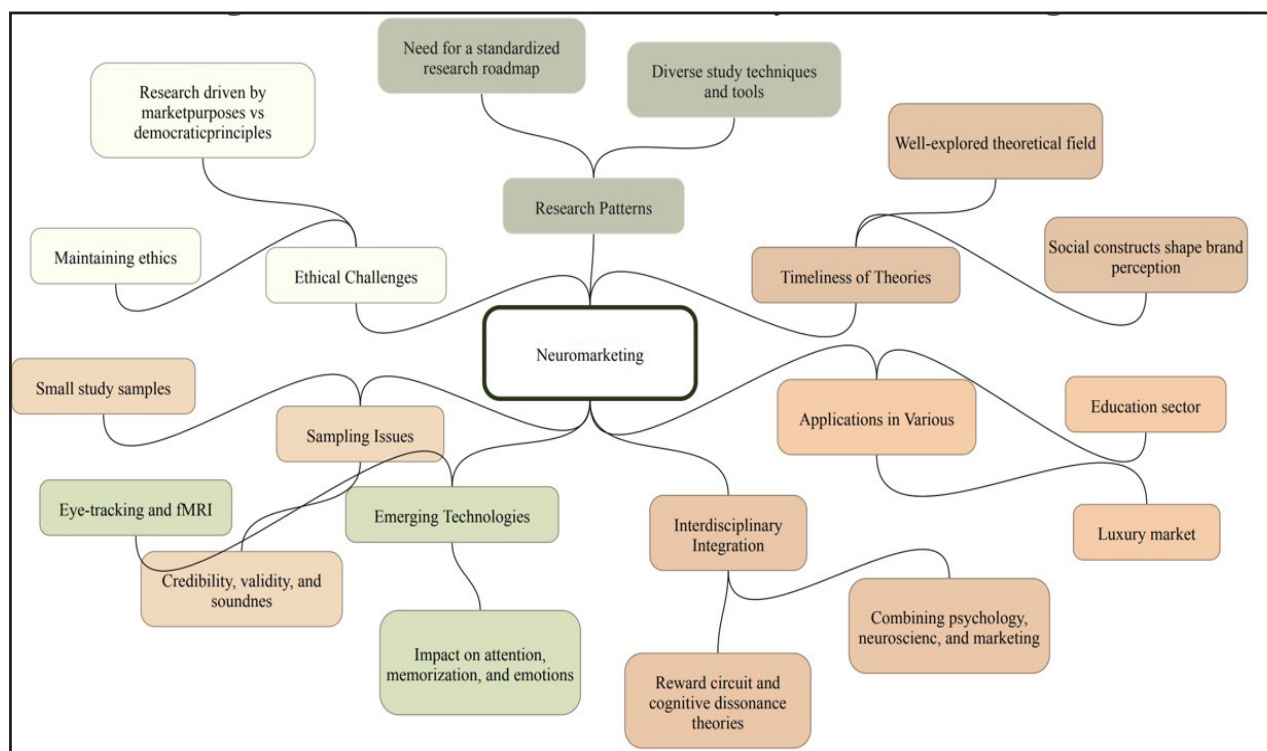 Need for a standardized
research roadmap
Diverse study techniques
and tools
Research driven by
marketpurposes vs
democraticprinciples
Well-explored theoretical field
Research Patterns
Maintaining ethics
Ethical Challenges
Timeliness of Theories
Social constructs shape brand
perception
Neuromarketing
Small study samples
Sampling Issues
Applications in Various
Education sector
Eye-tracking and fMRI
Emerging Technologies
Interdisciplinary
Integration
Luxury market
Credibility, validity, and
soundnes
Combining psychology,
neuroscienc, and marketing
Impact on attention,
memorization, and emotions
Reward circuit and
cognitive dissonance
theories